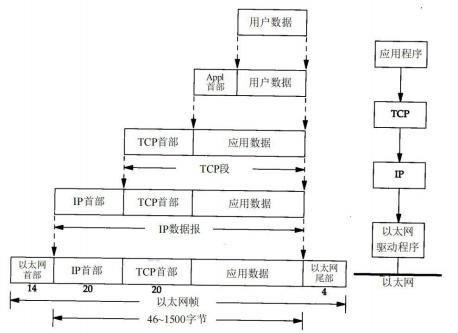 用户数据
应用程序
Appl
首部
用户数据
TCP
TCP首部
应用数据
TCP段
IP
IP首部
TCP首部
应用数据
IP数据报
以太网
驱动程序
以太网
首部
IP首部
TCP首部
应用数据
以太网
尾部
以太网
14
20
20
4
以太网帧
46~1500字节